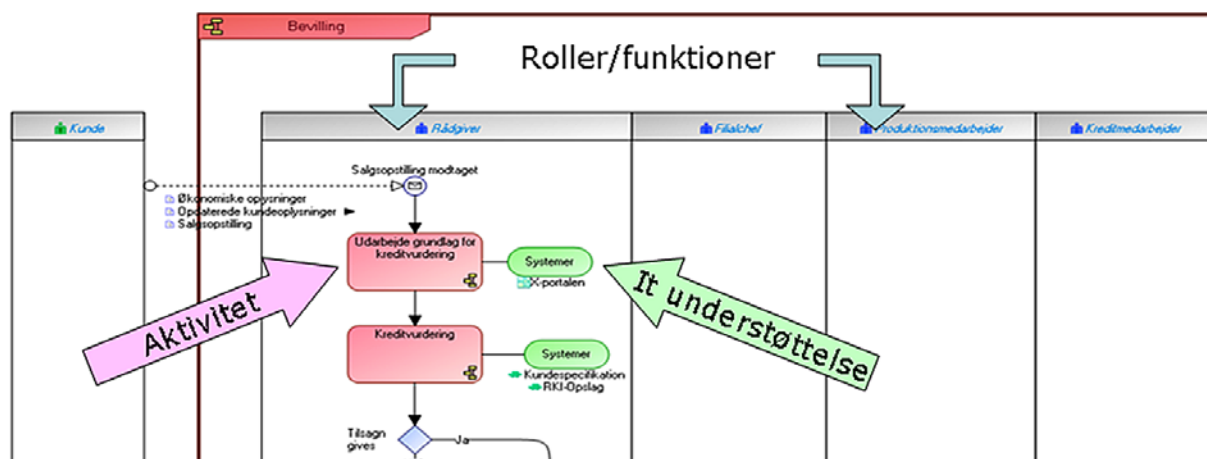 Bevilling
Roller/funktioner
Kunde
Rådgiver
Filialchef
Produktionsmedarbejder
Kreditmedarbejder
Salgsopstilling modtaget
Økonomiske oplysninger
Opdaterede kundeoplysninger
Salgsopstilling
Udarbejde grundlag for
kreditvurdering
Systemer
X-portalen
Aktivitet
It understøttelse
Kreditvurdering
Systemer
Kundespecifikation
RKI-Opslag
Tilsagn
gives
Ja